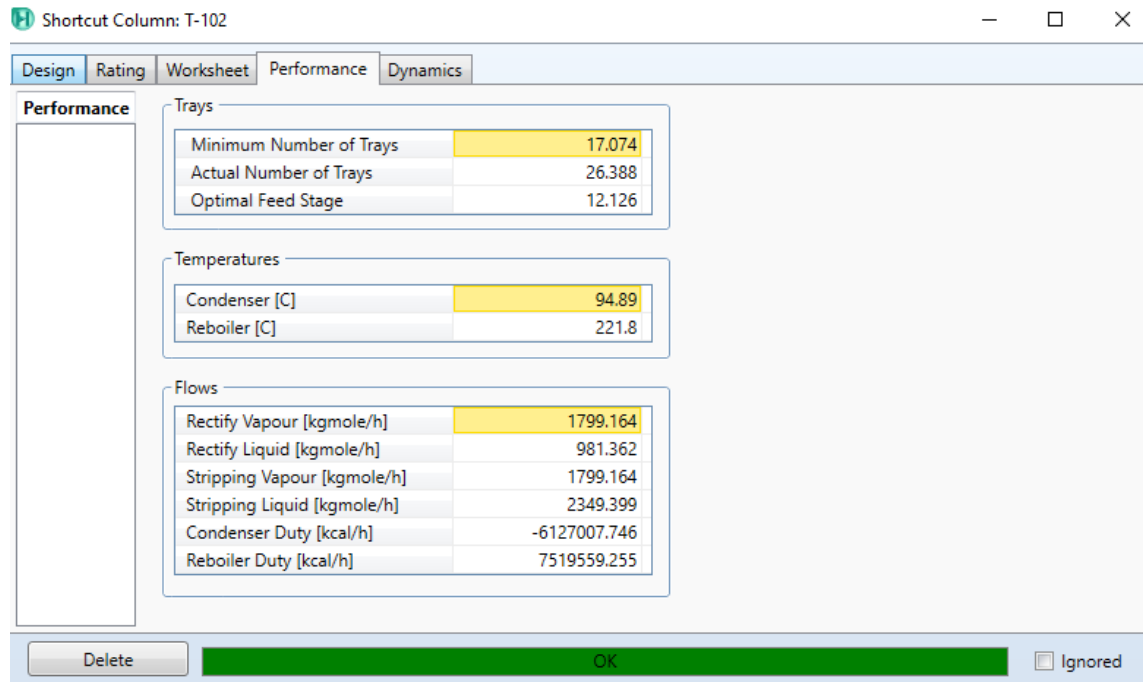 Shortcut Column: T-102
Design Rating Worksheet Performance Dynamics
Performance
Trays
Minimum Number of Trays 17.074
Actual Number of Trays 26.388
Optimal Feed Stage 12.126
Temperatures
Condenser [C] 94.89
Reboiler [C] 221.8
Flows
Rectify Vapour [kgmole/h] 1799.164
Rectify Liquid [kgmole/h] 981.362
Stripping Vapour [kgmole/h] 1799.164
Stripping Liquid [kgmole/h] 2349.399
Condenser Duty [kcal/h] -6127007.746
Reboiler Duty [kcal/h] 7519559.255
Delete OK Ignored